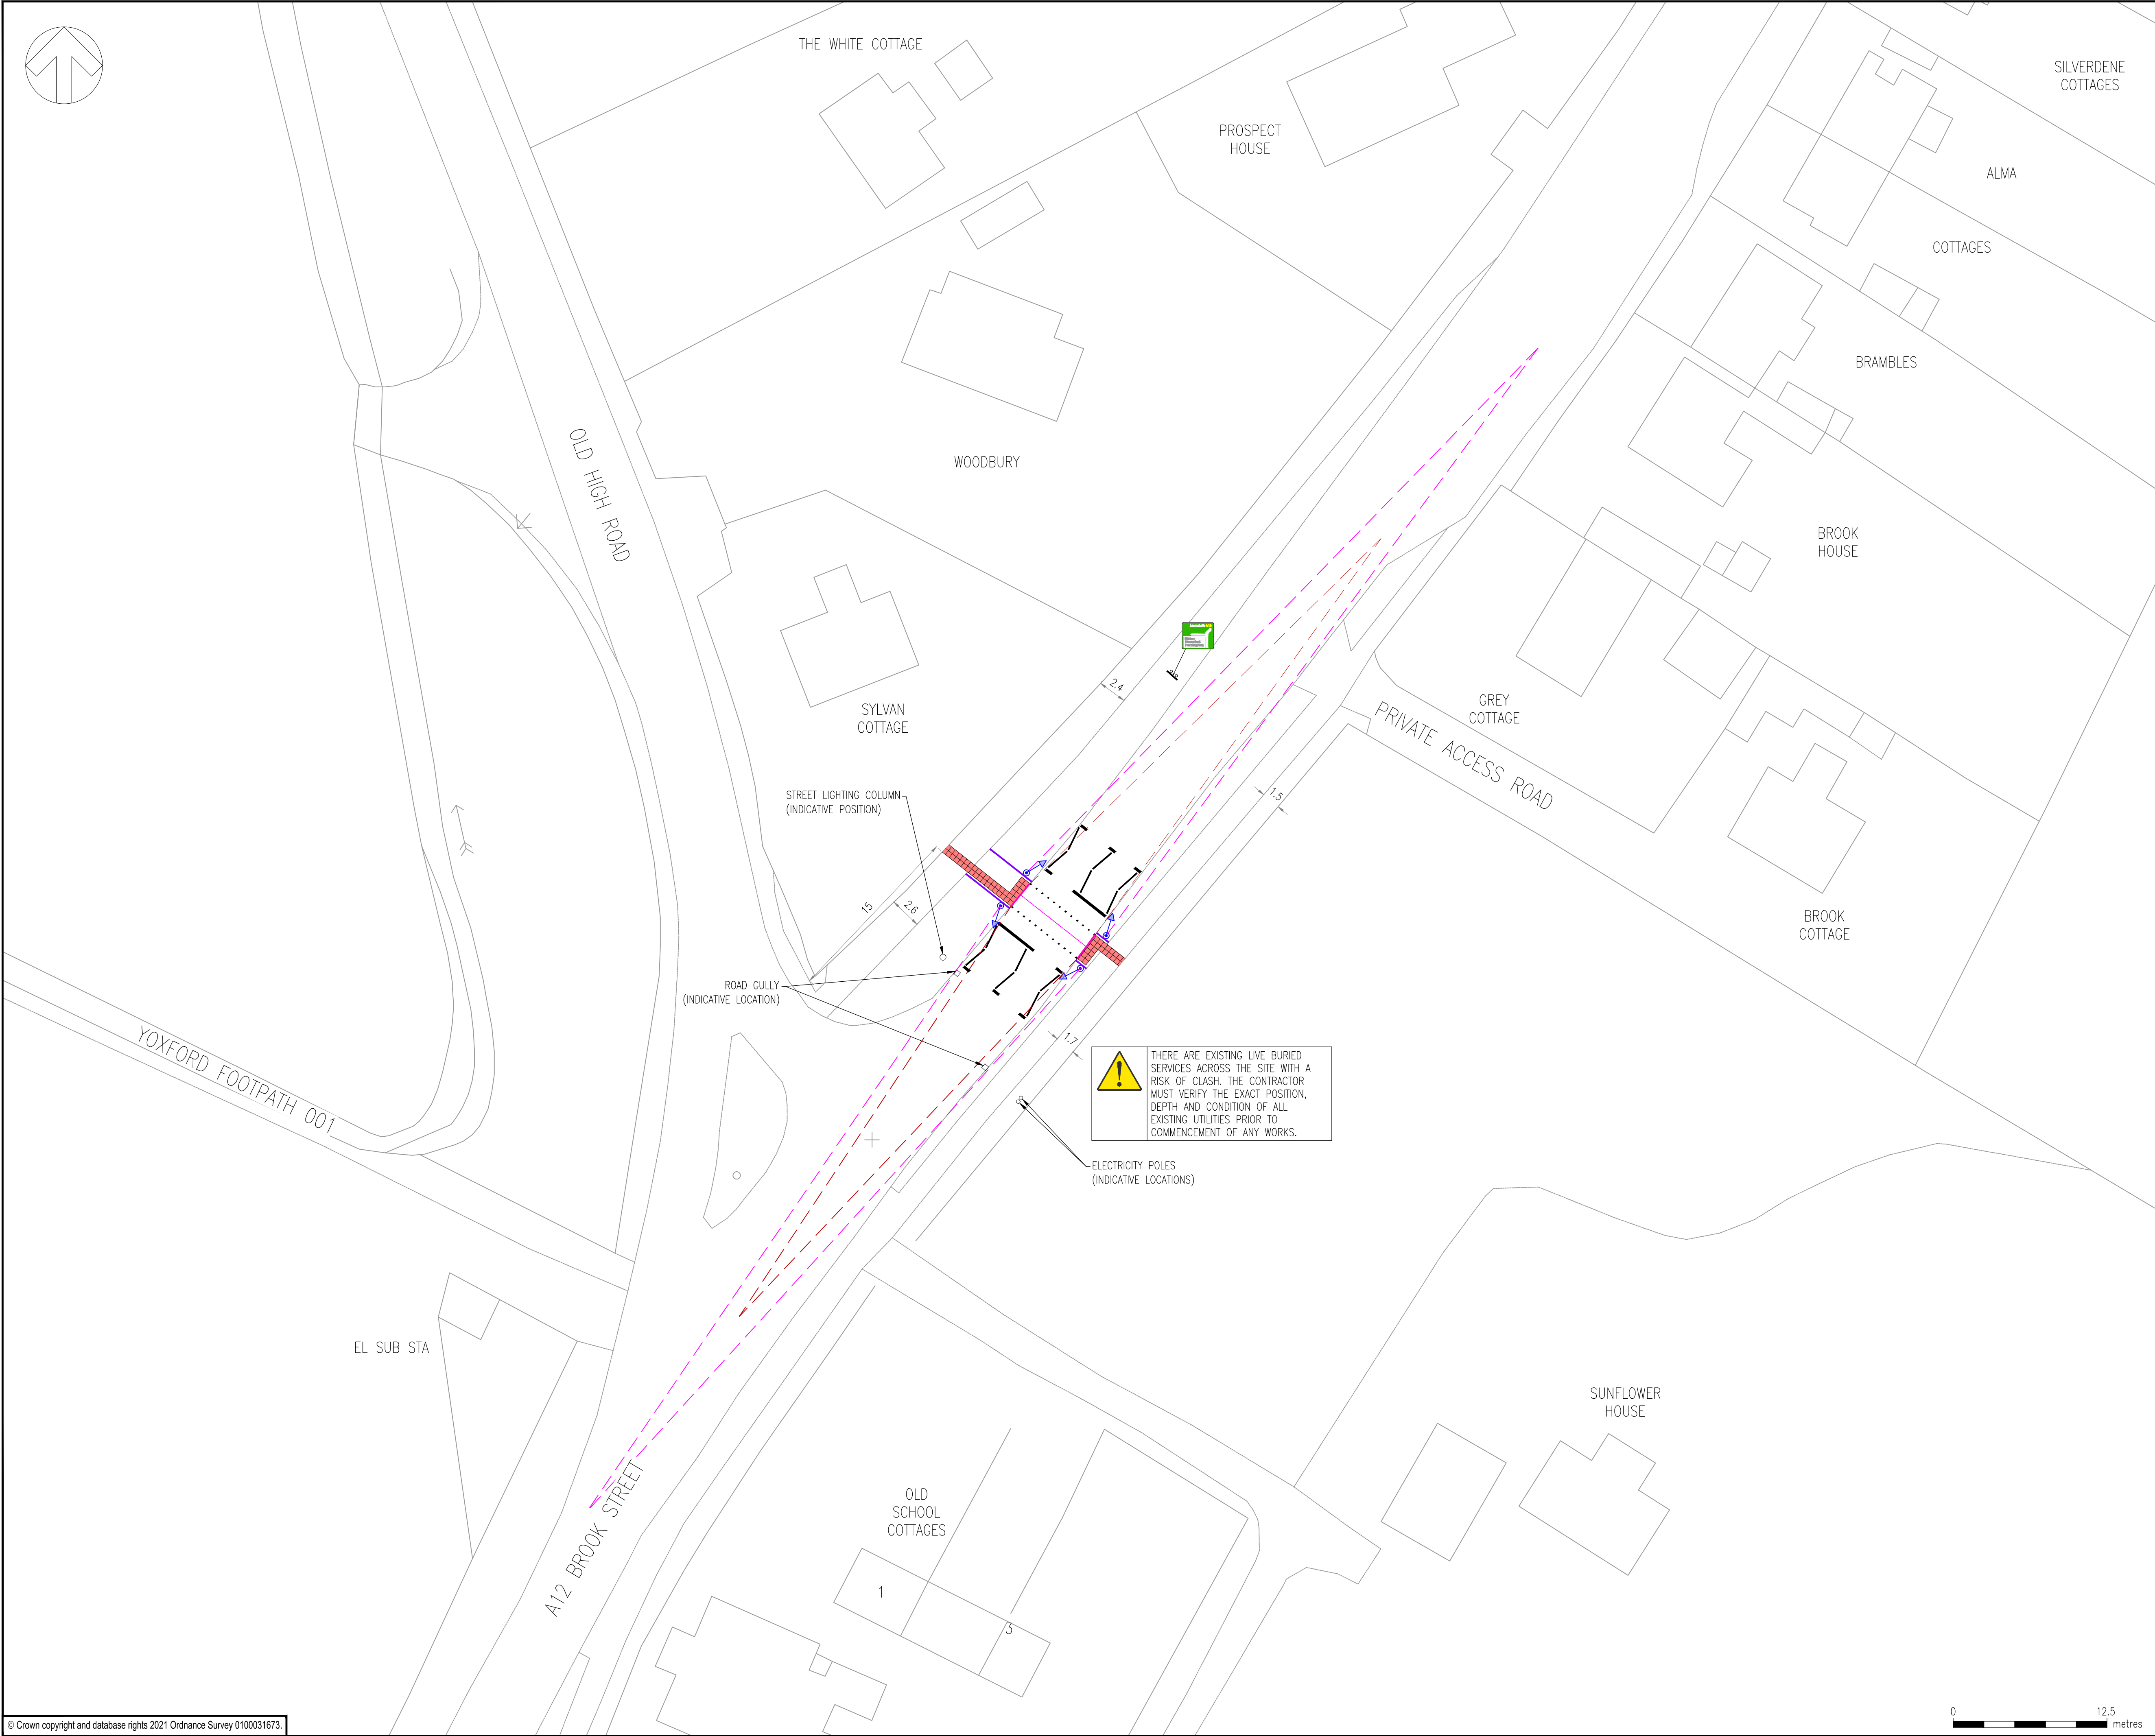 THE WHITE COTTAGE
PROSPECT
HOUSE
SILVERDENE
COTTAGES
ALMA
COTTAGES
BRAMBLES
OLD HIGH ROAD
WOODBURY
BROOK
HOUSE
2.4
SYLVAN
COTTAGE
GREY
COTTAGE
PRIVATE ACCESS ROAD
STREET LIGHTING COLUMN
(INDICATIVE POSITION)
1.5
15
2.6
BROOK
COTTAGE
ROAD GULLY
(INDICATIVE LOCATION)
1.7
YOXFORD FOOTPATH 001
THERE ARE EXISTING LIVE BURIED
SERVICES ACROSS THE SITE WITH A
RISK OF CLASH. THE CONTRACTOR
MUST VERIFY THE EXACT POSITION,
DEPTH AND CONDITION OF ALL
EXISTING UTILITIES PRIOR TO
COMMENCEMENT OF ANY WORKS.
ELECTRICITY POLES
(INDICATIVE LOCATIONS)
EL SUB STA
SUNFLOWER
HOUSE
A12 BROOK STREET
OLD
SCHOOL
COTTAGES
1
3
0
12.5
metres
© Crown copyright and database rights 2021 Ordnance Survey 0100031673.